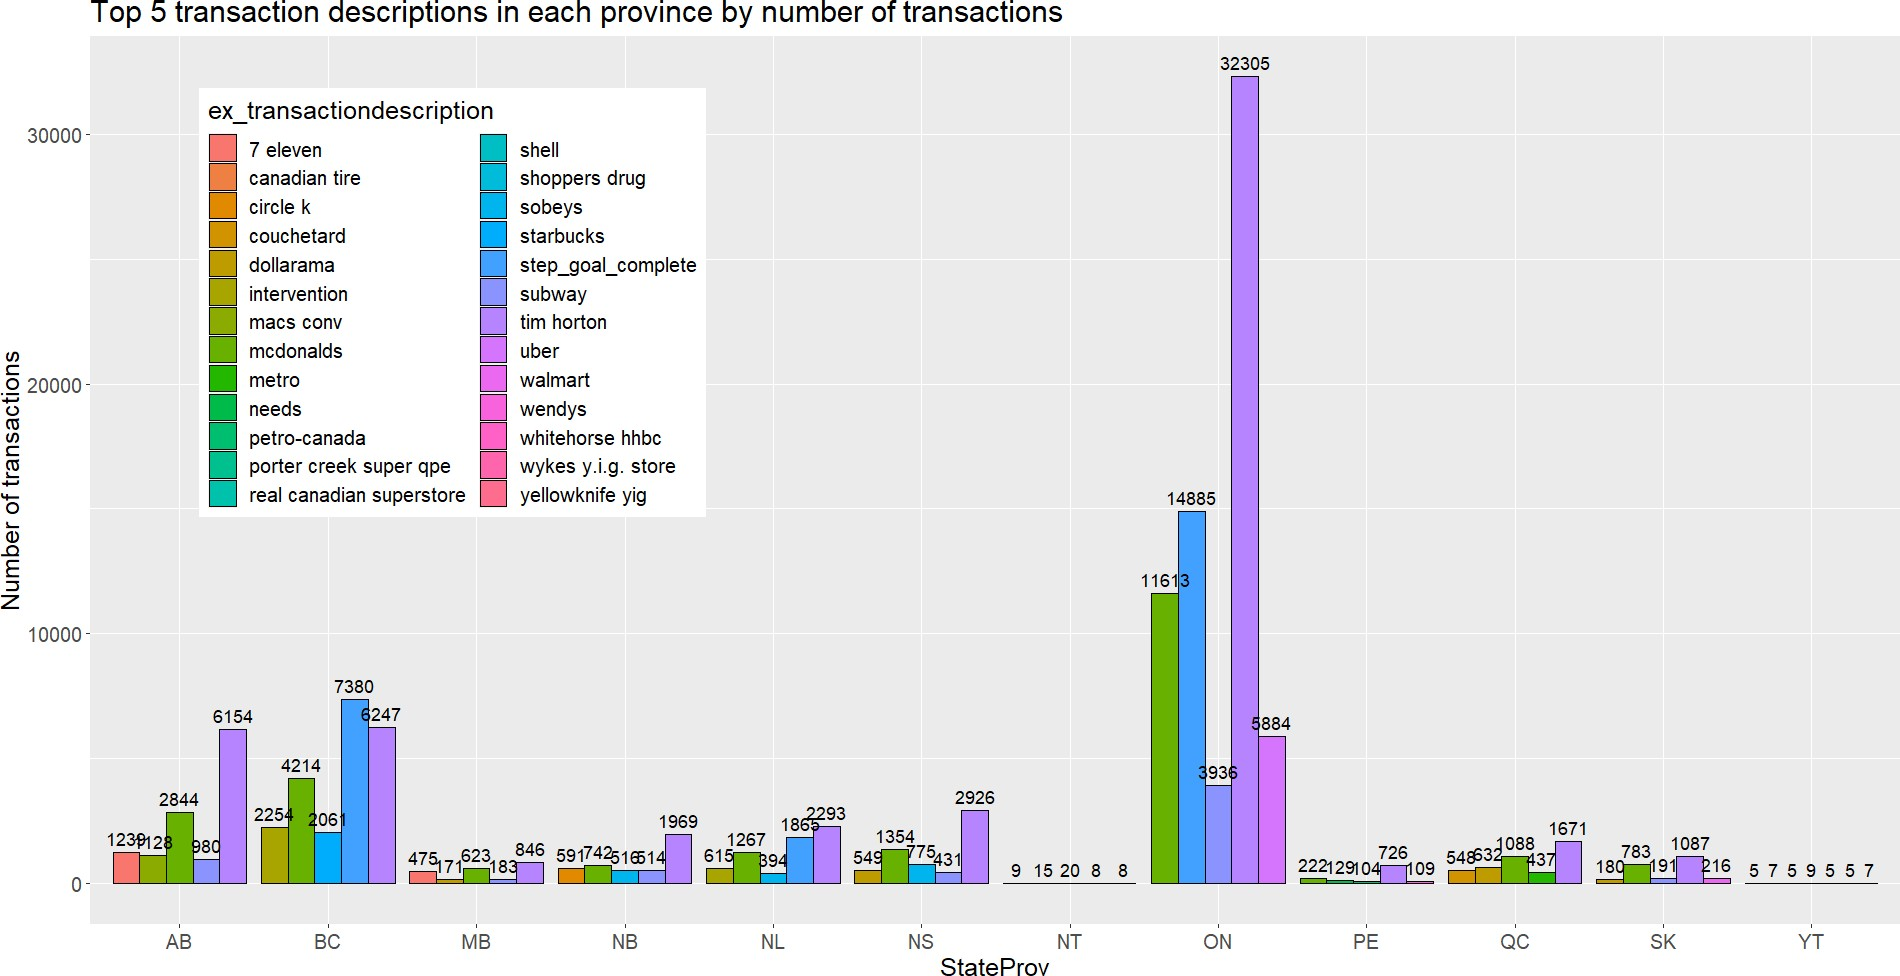 Top 5 transaction descriptions in each province by number of transactions
Number of transactions
30000
20000
10000
0
ex_transactiondescription
7 eleven
canadian tire
circle k
couchetard
dollarama
intervention
macs conv
mcdonalds
metro
needs
petro-canada
porter creek super qpe
real canadian superstore
shell
shoppers drug
sobeys
starbucks
step_goal_complete
subway
tim horton
uber
walmart
wendys
whitehorse hhbc
wykes y.i.g. store
yellowknife yig
1239 1128 2844 980 6154
2254 4214 2061 7380 6247
475 171 623 183 846
591 742 516 514 1969
615 1267 394 1865 2293
549 1354 775 431 2926
9 15 20 8 8
11613 14885 3936 32305 5884
222 129 104 726 109
548 632 1088 437 1671
180 783 191 1087 216
5 7 5 9 5 5 7
AB BC MB NB NL NS NT ON PE QC SK YT
StateProv